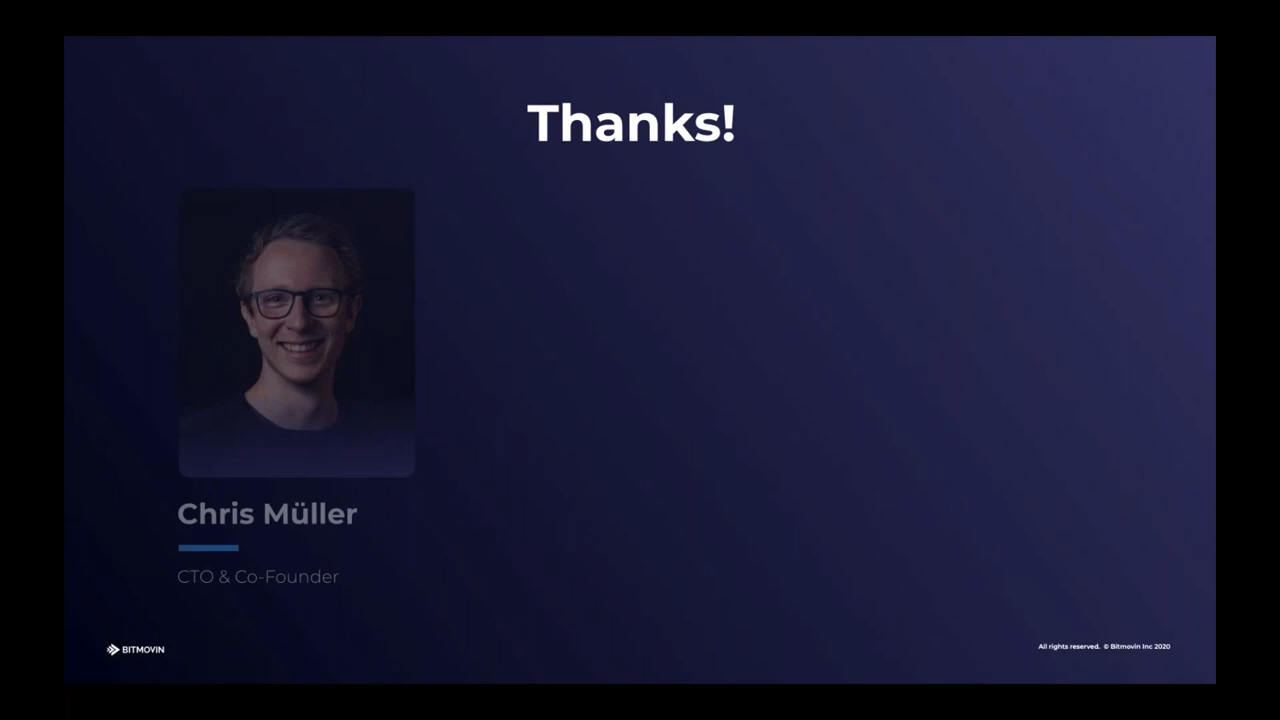 Thanks!
Chris Müller
CTO & Co-Founder
BITMOVIN
All rights reserved. © Bitmovin Inc 2020